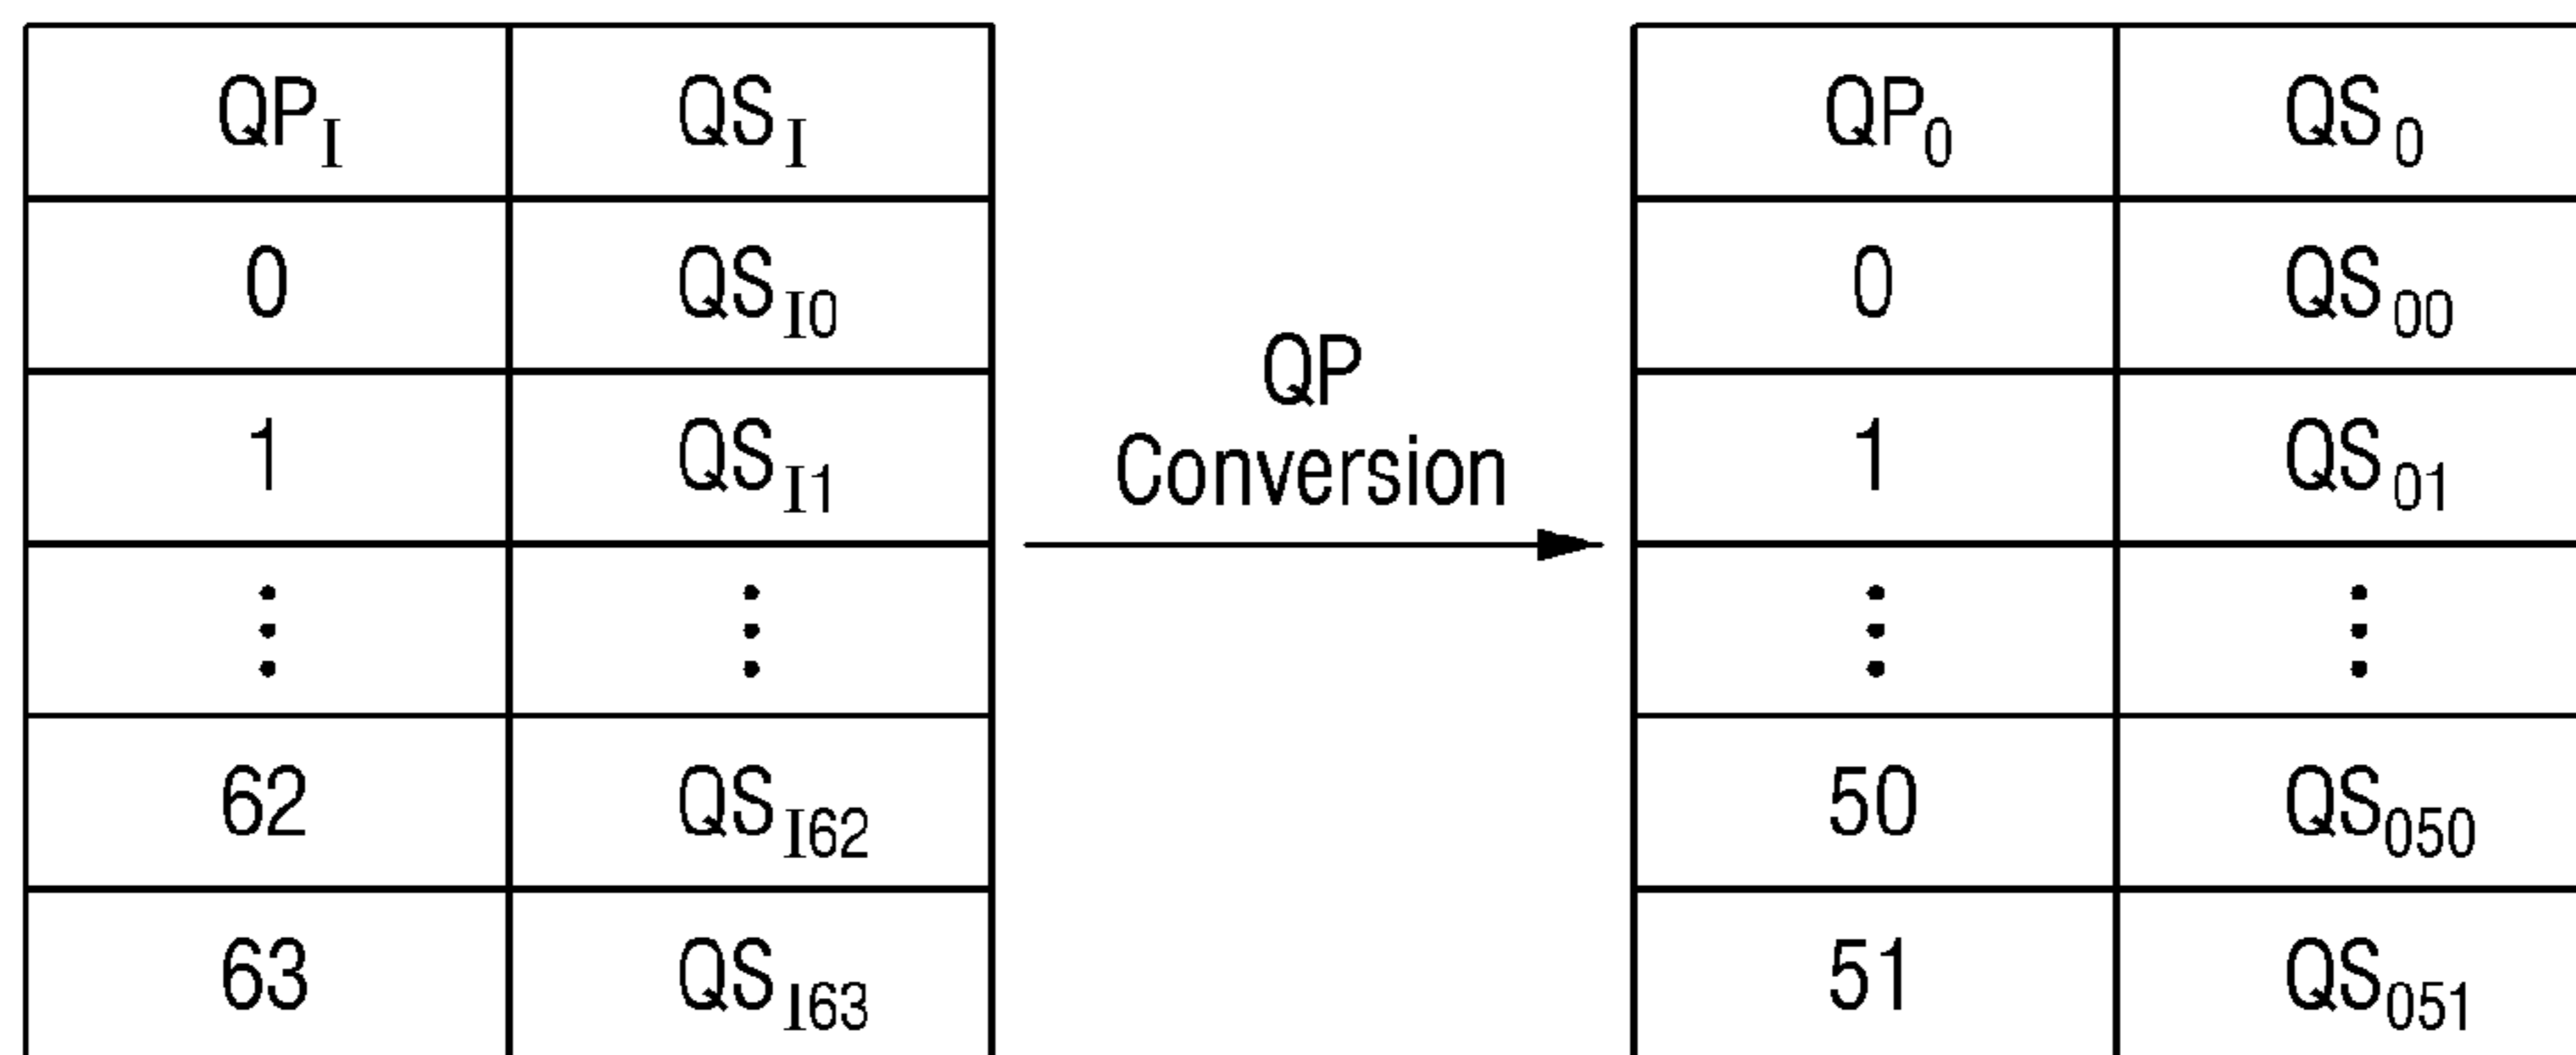 QP_I QS_I
0 QS_I0
1 QS_I1
⋮ ⋮
62 QS_I62
63 QS_I63
QP
Conversion
QP_0 QS_0
0 QS_00
1 QS_01
⋮ ⋮
50 QS_050
51 QS_051